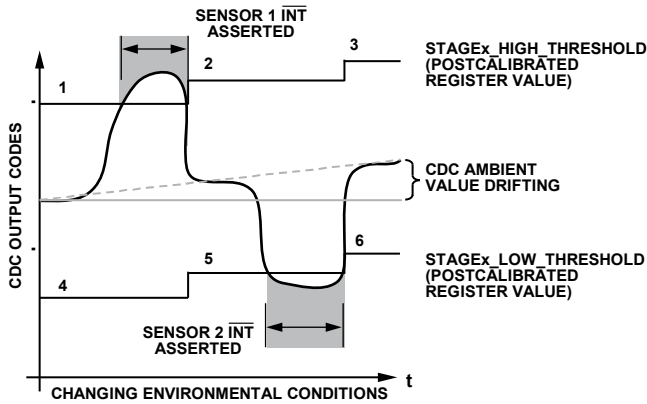 SENSOR 1 INT
ASSERTED
1
2
3
STAGEx_HIGH_THRESHOLD
(POSTCALIBRATED
REGISTER VALUE)
CDC OUTPUT CODES
CDC AMBIENT
VALUE DRIFTING
4
5
6
STAGEx_LOW_THRESHOLD
(POSTCALIBRATED
REGISTER VALUE)
SENSOR 2 INT
ASSERTED
t
CHANGING ENVIRONMENTAL CONDITIONS